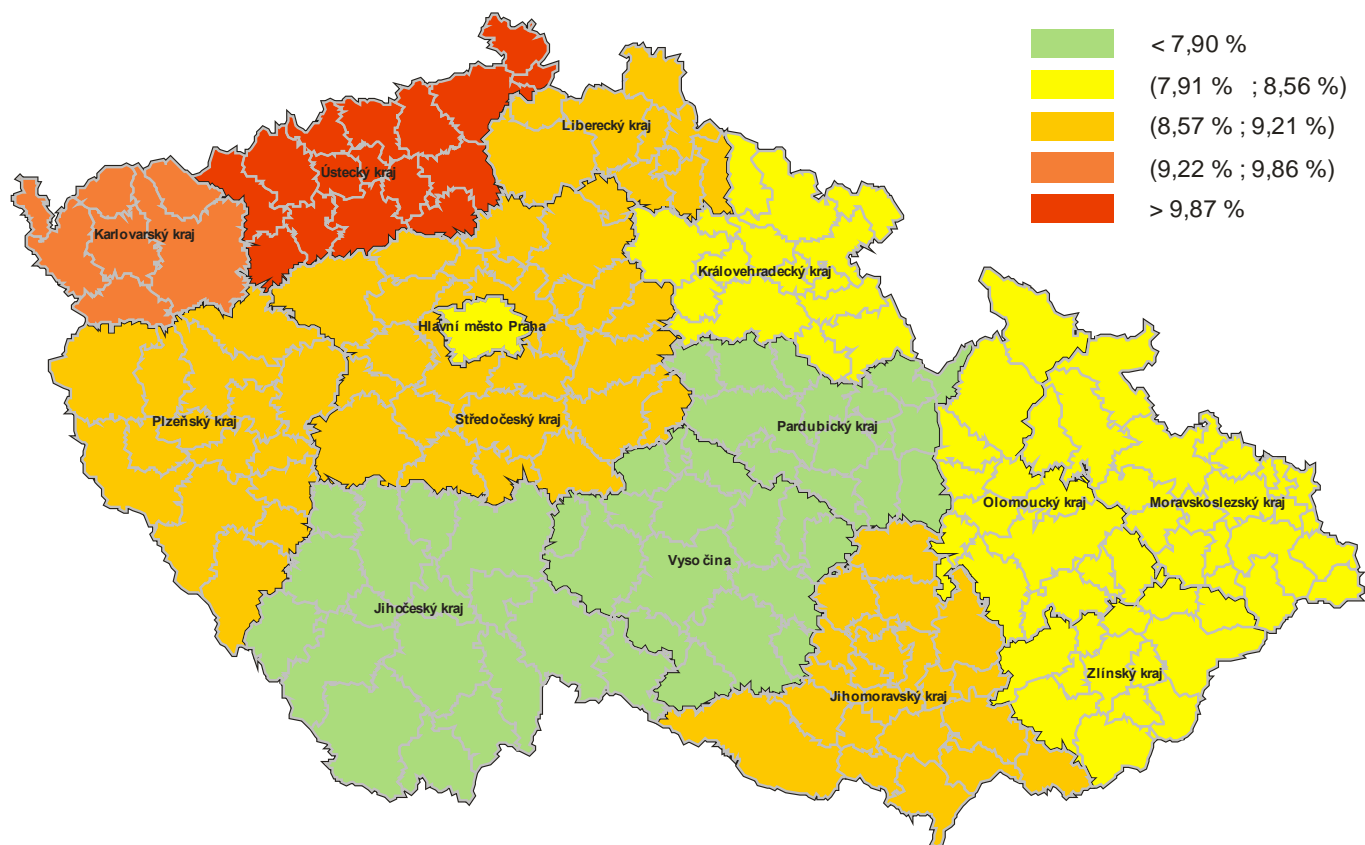 < 7,90 %
(7,91 % ; 8,56 %)
(8,57 % ; 9,21 %)
(9,22 % ; 9,86 %)
> 9,87 %
Liberecký kraj
Ústecký kraj
Karlovarský kraj
Královehradecký kraj
Hlavní město Praha
Plzeňský kraj
Středočeský kraj
Pardubický kraj
Olomoucký kraj
Moravskoslezský kraj
Vysočina
Jihočeský kraj
Zlínský kraj
Jihomoravský kraj